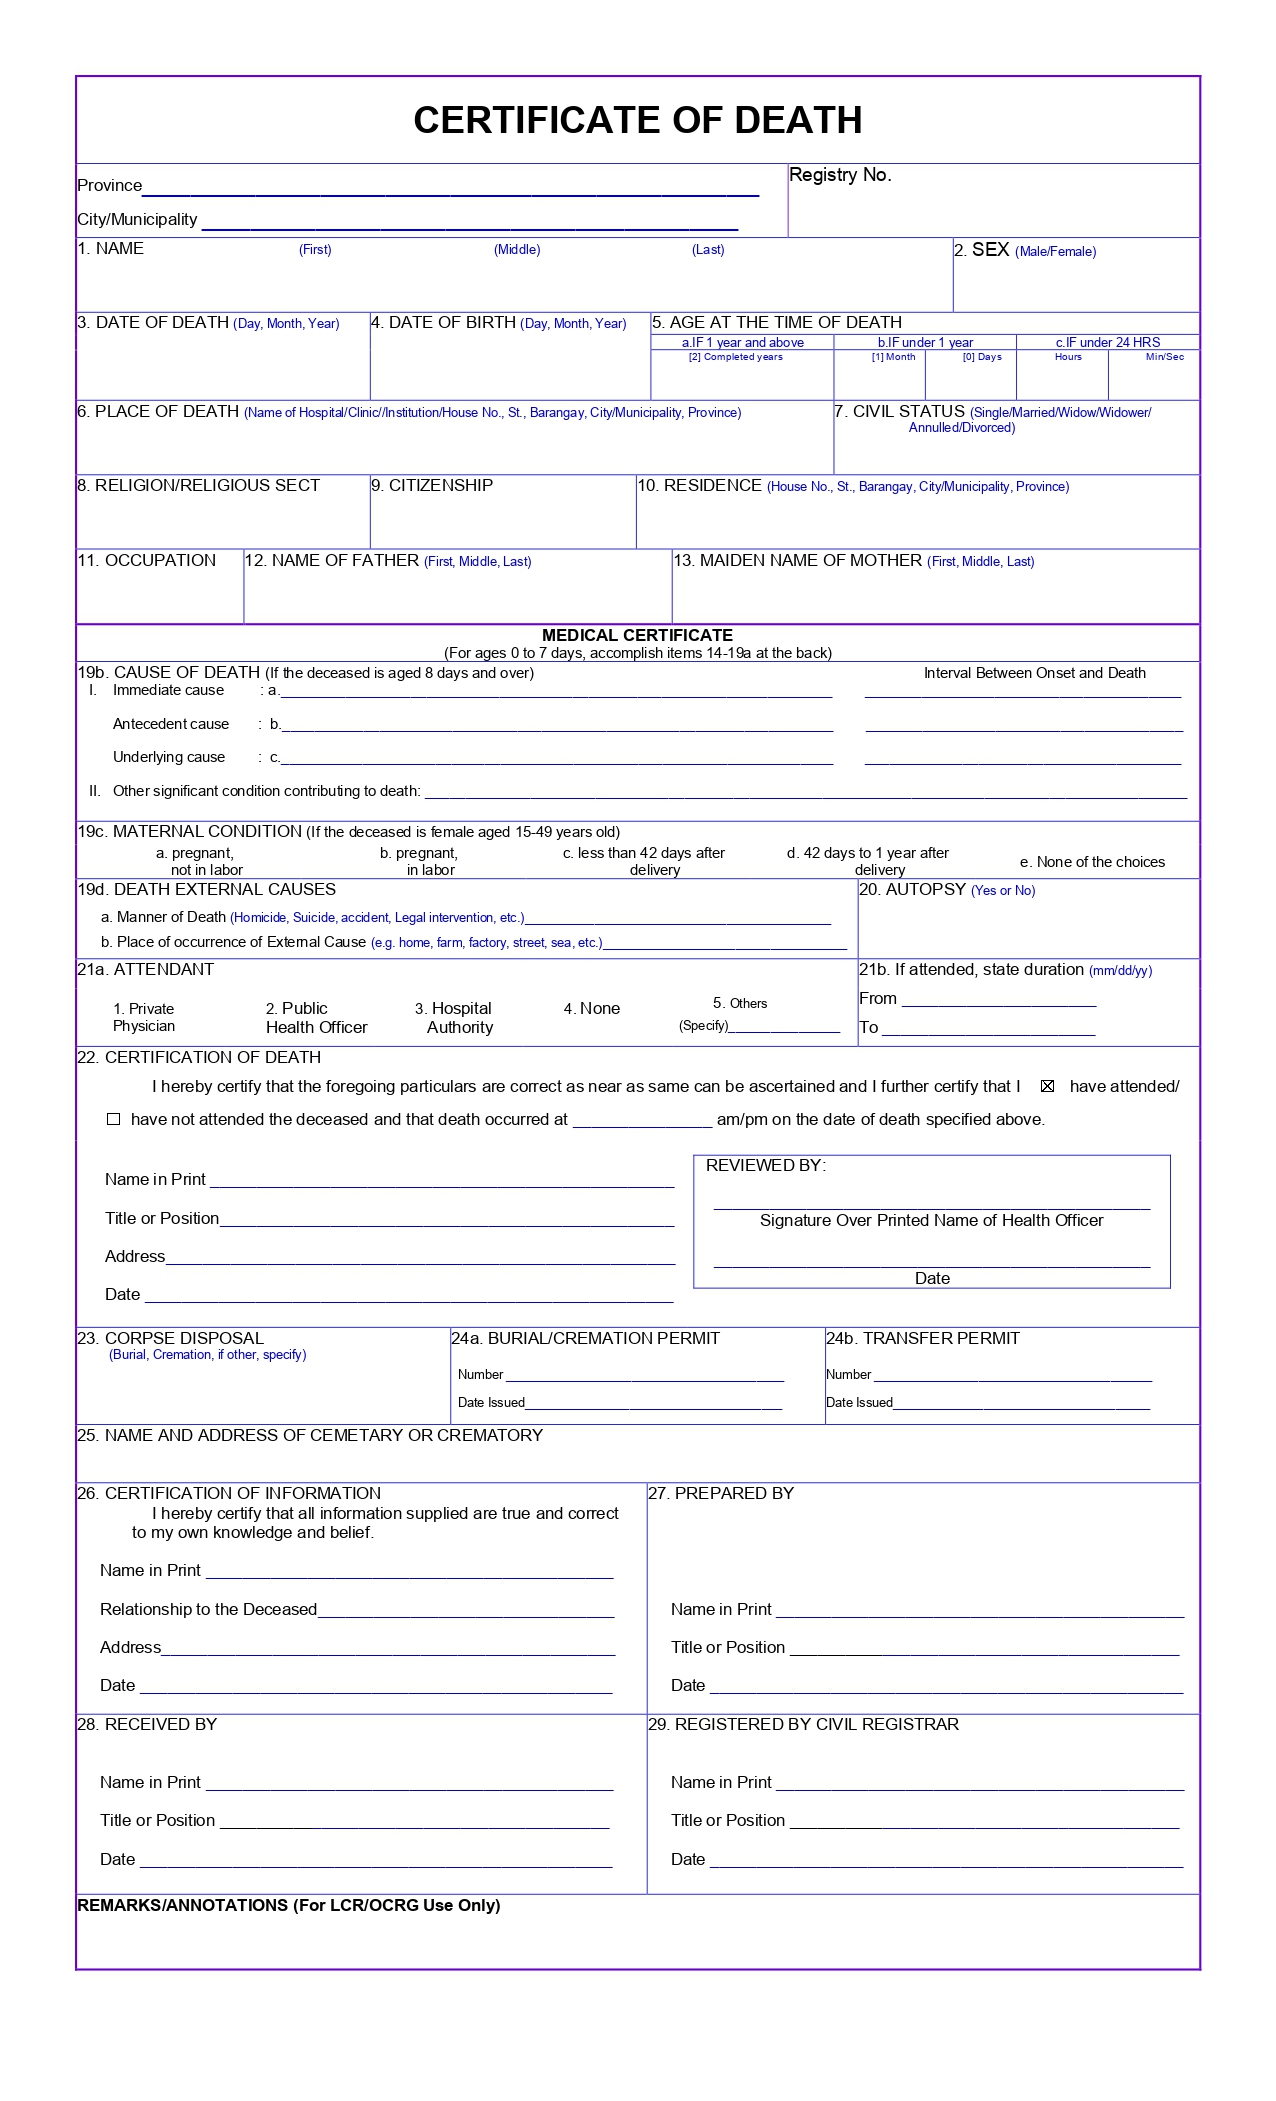 CERTIFICATE OF DEATH
Province
Registry No.
City/Municipality
1. NAME (First) (Middle) (Last)
2. SEX (Male/Female)
3. DATE OF DEATH (Day, Month, Year)
4. DATE OF BIRTH (Day, Month, Year)
5. AGE AT THE TIME OF DEATH
a.IF 1 year and above
b.IF under 1 year
c.IF under 24 HRS
[2] Completed years
[1] Month
[0] Days
Hours
Min/Sec
6. PLACE OF DEATH (Name of Hospital/Clinic//Institution/House No., St., Barangay, City/Municipality, Province)
7. CIVIL STATUS (Single/Married/Widow/Widower/
Annulled/Divorced)
8. RELIGION/RELIGIOUS SECT
9. CITIZENSHIP
10. RESIDENCE (House No., St., Barangay, City/Municipality, Province)
11. OCCUPATION
12. NAME OF FATHER (First, Middle, Last)
13. MAIDEN NAME OF MOTHER (First, Middle, Last)
MEDICAL CERTIFICATE
(For ages 0 to 7 days, accomplish items 14-19a at the back)
19b. CAUSE OF DEATH (If the deceased is aged 8 days and over) Interval Between Onset and Death
I. Immediate cause : a.
Antecedent cause : b.
Underlying cause : c.
II. Other significant condition contributing to death:
19c. MATERNAL CONDITION (If the deceased is female aged 15-49 years old)
a. pregnant,
not in labor
b. pregnant,
in labor
c. less than 42 days after
delivery
d. 42 days to 1 year after
delivery
e. None of the choices
19d. DEATH EXTERNAL CAUSES
a. Manner of Death (Homicide, Suicide, accident, Legal intervention, etc.)
b. Place of occurrence of External Cause (e.g. home, farm, factory, street, sea, etc.)
20. AUTOPSY (Yes or No)
21a. ATTENDANT
1. Private
Physician
2. Public
Health Officer
3. Hospital
Authority
4. None
5. Others
(Specify)
21b. If attended, state duration (mm/dd/yy)
From
To
22. CERTIFICATION OF DEATH
I hereby certify that the foregoing particulars are correct as near as same can be ascertained and I further certify that I ☒ have attended/
☐ have not attended the deceased and that death occurred at _______________ am/pm on the date of death specified above.
Name in Print
Title or Position
Address
Date
REVIEWED BY:
Signature Over Printed Name of Health Officer
Date
23. CORPSE DISPOSAL
(Burial, Cremation, if other, specify)
24a. BURIAL/CREMATION PERMIT
Number
Date Issued
24b. TRANSFER PERMIT
Number
Date Issued
25. NAME AND ADDRESS OF CEMETARY OR CREMATORY
26. CERTIFICATION OF INFORMATION
I hereby certify that all information supplied are true and correct
to my own knowledge and belief.
Name in Print
Relationship to the Deceased
Address
Date
27. PREPARED BY
Name in Print
Title or Position
Date
28. RECEIVED BY
Name in Print
Title or Position
Date
29. REGISTERED BY CIVIL REGISTRAR
Name in Print
Title or Position
Date
REMARKS/ANNOTATIONS (For LCR/OCRG Use Only)